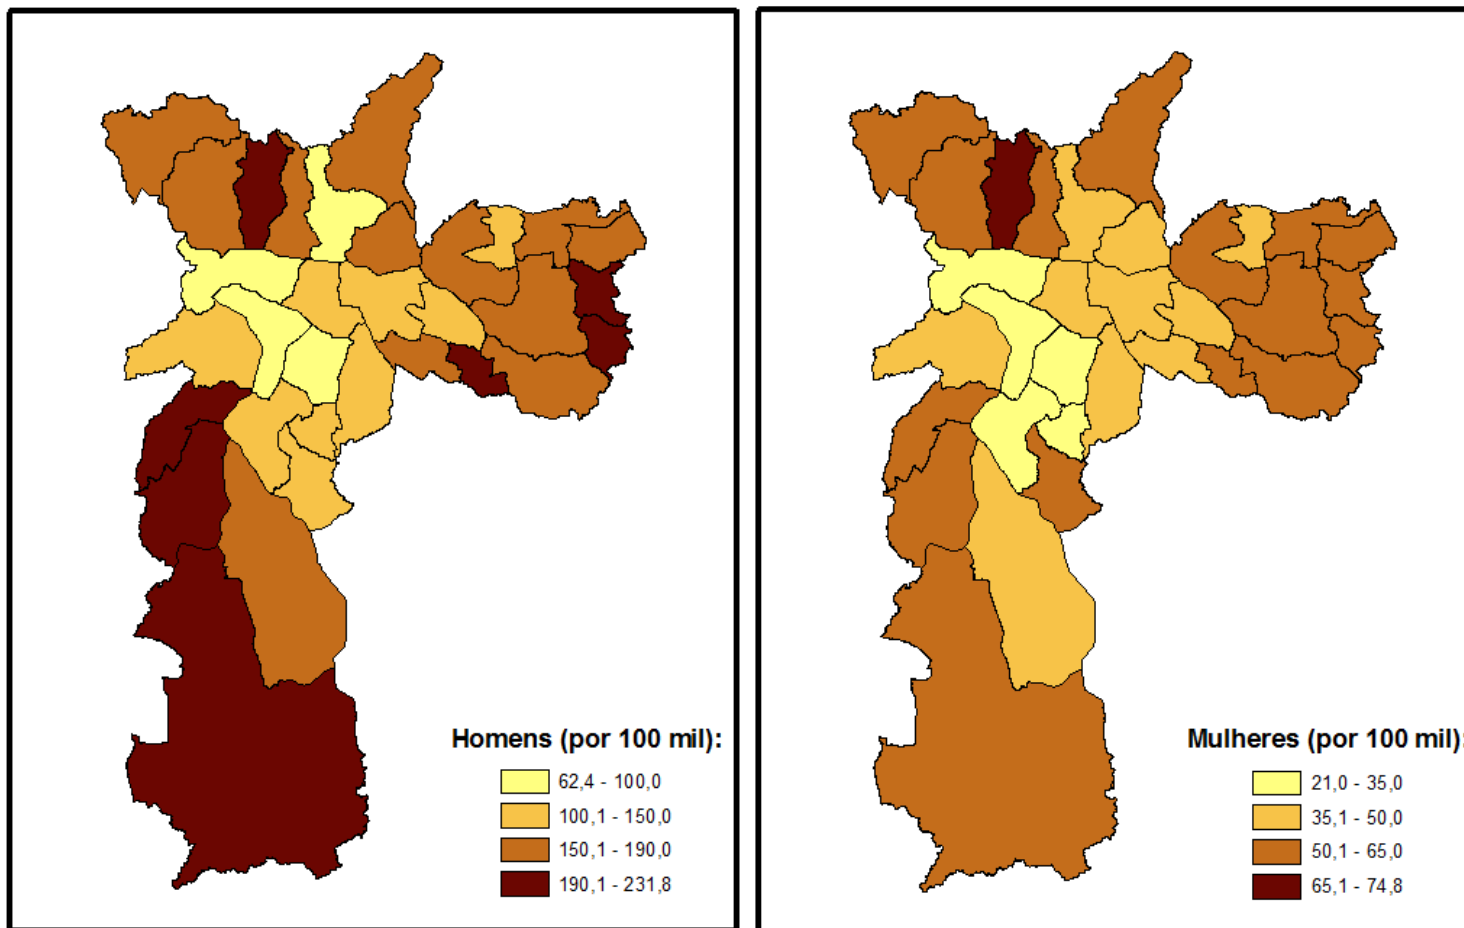 Homens (por 100 mil):
62,4 - 100,0
100,1 - 150,0
150,1 - 190,0
190,1 - 231,8
Mulheres (por 100 mil):
21,0 - 35,0
35,1 - 50,0
50,1 - 65,0
65,1 - 74,8